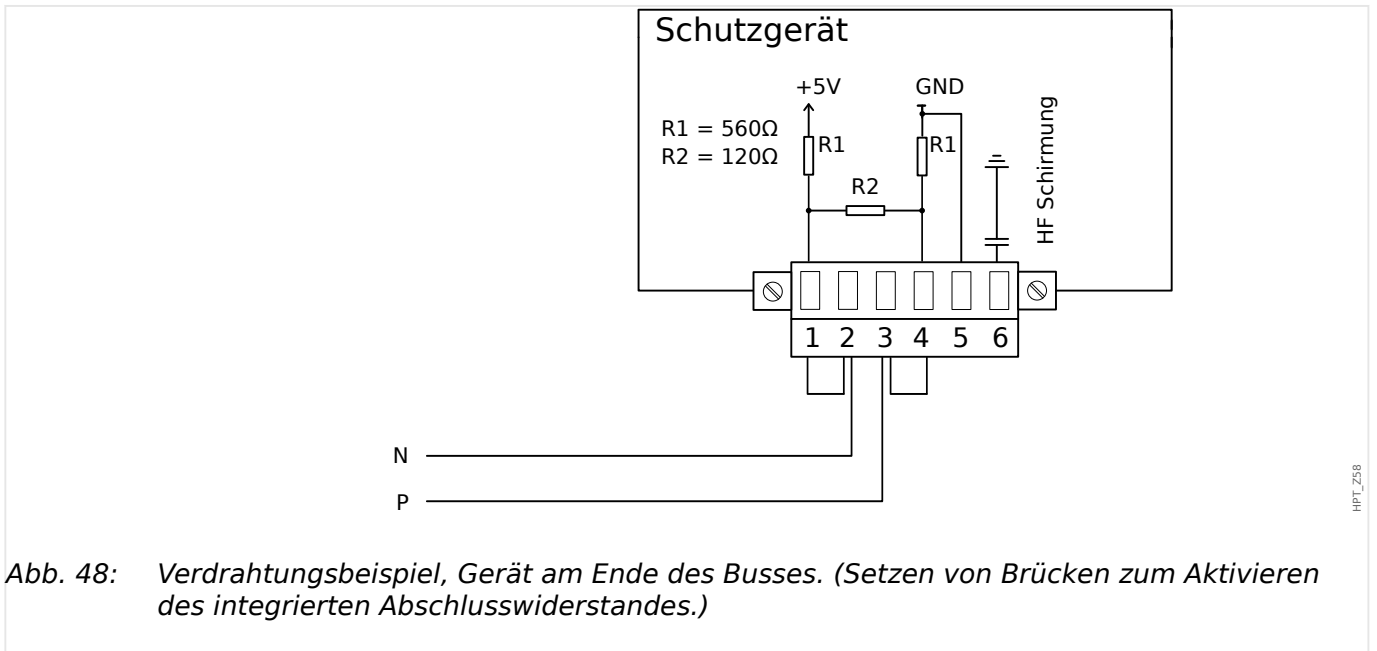 Schutzgerät
+5V
GND
R1 = 560Ω
R2 = 120Ω
R1
R1
R2
HF Schirmung
1 2 3 4 5 6
N
P
HPT_Z58
Abb. 48: Verdrahtungsbeispiel, Gerät am Ende des Busses. (Setzen von Brücken zum Aktivieren
des integrierten Abschlusswiderstandes.)